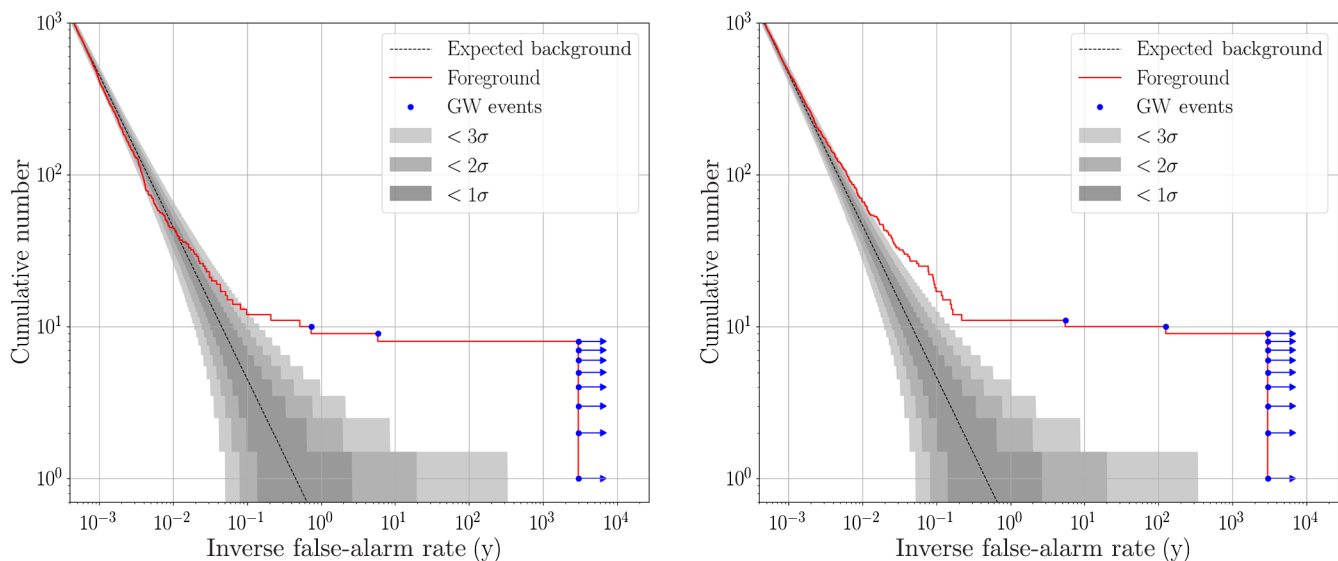 10^3
10^2
10^1
10^0
Cumulative number
Expected background
Foreground
GW events
< 3σ
< 2σ
< 1σ
10^−3 10^−2 10^−1 10^0 10^1 10^2 10^3 10^4
Inverse false-alarm rate (y)
10^3
10^2
10^1
10^0
Cumulative number
Expected background
Foreground
GW events
< 3σ
< 2σ
< 1σ
10^−3 10^−2 10^−1 10^0 10^1 10^2 10^3 10^4
Inverse false-alarm rate (y)